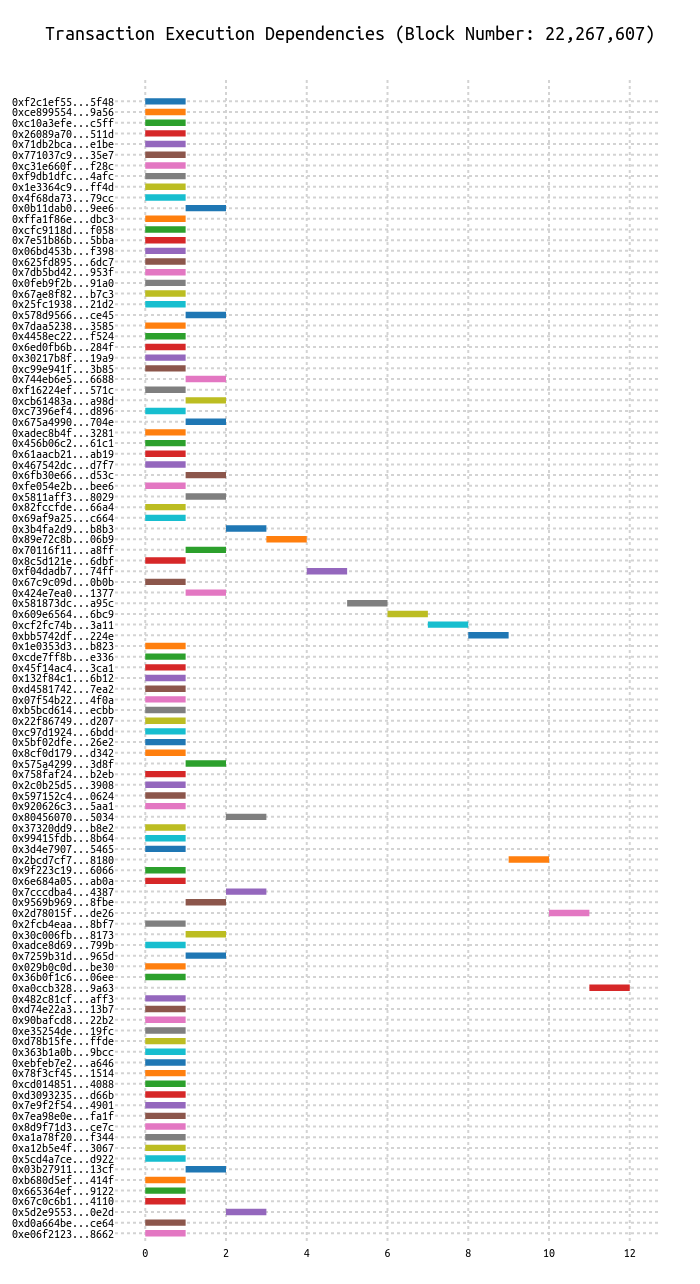 Transaction Execution Dependencies (Block Number: 22,267,607)
0xf2c1ef55...5f48
0xce899554...9a56
0xc10a3efe...c5ff
0x26089a70...511d
0x71db2bca...e1be
0x771037c9...35e7
0xc31e660f...f28c
0xf9db1dfc...4afc
0x1e3364c9...ff4d
0x4f68da73...79cc
0x0b11dab0...9ee6
0xffa1f86e...dbc3
0xcfc9118d...f058
0x7e51b86b...5bba
0x06bd453b...f398
0x625fd895...6dc7
0x7db5bd42...953f
0x0feb9f2b...91a0
0x67ae8f82...b7c3
0x25fc1938...21d2
0x578d9566...ce45
0x7daa5238...3585
0x4458ec22...f524
0x6ed0fb6b...284f
0x30217b8f...19a9
0xc99e941f...3b85
0x744eb6e5...6688
0xf16224ef...571c
0xcb61483a...a98d
0xc7396ef4...d896
0x675a4990...704e
0xadec8b4f...3281
0x456b06c2...61c1
0x61aacb21...ab19
0x467542dc...d7f7
0x6fb30e66...d53c
0xfe054e2b...bee6
0x5811aff3...8029
0x82fccfde...66a4
0x69af9a25...c664
0x3b4fa2d9...b8b3
0x89e72c8b...06b9
0x70116f11...a8ff
0x8c5d121e...6dbf
0xf04dadb7...74ff
0x67c9c09d...0b0b
0x424e7ea0...1377
0x581873dc...a95c
0x609e6564...6bc9
0xcf2fc74b...3a11
0xbb5742df...224e
0x1e0353d3...b823
0xcde7ff8b...e336
0x45f14ac4...3ca1
0x132f84c1...6b12
0xd4581742...7ea2
0x07f54b22...4f0a
0xb5bcd614...ecbb
0x22f86749...d207
0xc97d1924...6bdd
0x5bf02dfe...26e2
0x8cf0d179...d342
0x575a4299...3d8f
0x758faf24...b2eb
0x2c0b25d5...3908
0x597152c4...0624
0x920626c3...5aa1
0x80456070...5034
0x37320dd9...b8e2
0x99415fdb...8b64
0x3d4e7907...5465
0x2bcd7cf7...8180
0x9f223c19...6066
0x6e684a05...ab0a
0x7cccdba4...4387
0x9569b969...8fbe
0x2d78015f...de26
0x2fcb4eaa...8bf7
0x30c006fb...8173
0xadce8d69...799b
0x7259b31d...965d
0x029b0c0d...be30
0x36b0f1c6...06ee
0xa0ccb328...9a63
0x482c81cf...aff3
0xd74e22a3...13b7
0x90bafcd8...22b2
0xe35254de...19fc
0xd78b15fe...ffde
0x363b1a0b...9bcc
0xebfeb7e2...a646
0x78f3cf45...1514
0xcd014851...4088
0xd3093235...d66b
0x7e9f2f54...4901
0x7ea98e0e...fa1f
0x8d9f71d3...ce7c
0xa1a78f20...f344
0xa12b5e4f...3067
0x5cd4a7ce...d922
0x03b27911...13cf
0xb680d5ef...414f
0x665364ef...9122
0x67c0c6b1...4110
0x5d2e9553...0e2d
0xd0a664be...ce64
0xe06f2123...8662
0 2 4 6 8 10 12